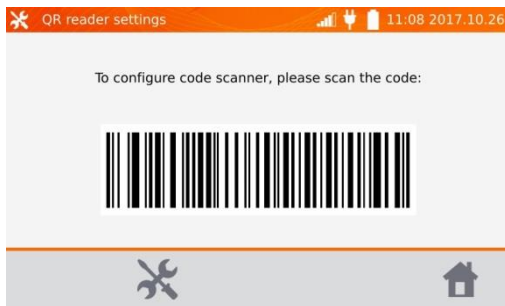 QR reader settings
11:08 2017.10.26
To configure code scanner, please scan the code: